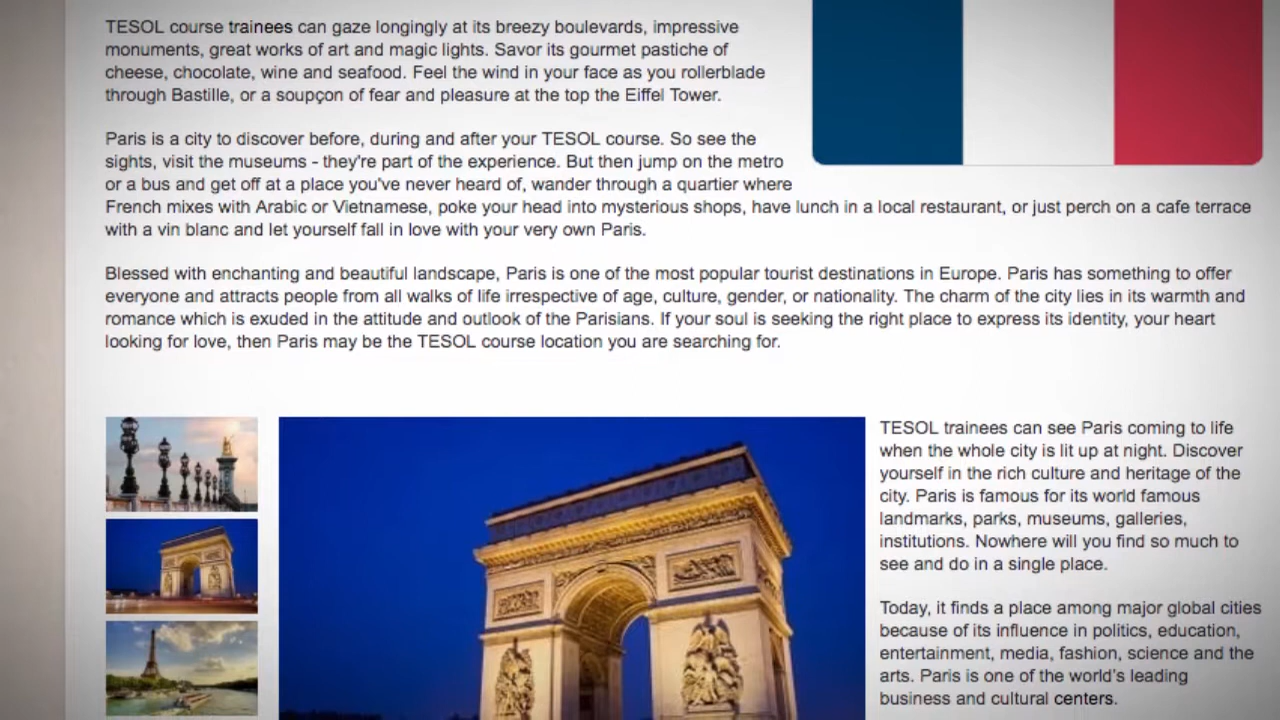 TESOL course trainees can gaze longingly at its breezy boulevards, impressive
monuments, great works of art and magic lights. Savor its gourmet pastiche of
cheese, chocolate, wine and seafood. Feel the wind in your face as you rollerblade
through Bastille, or a soupçon of fear and pleasure at the top the Eiffel Tower.
Paris is a city to discover before, during and after your TESOL course. So see the
sights, visit the museums - they're part of the experience. But then jump on the metro
or a bus and get off at a place you've never heard of, wander through a quartier where
French mixes with Arabic or Vietnamese, poke your head into mysterious shops, have lunch in a local restaurant, or just perch on a cafe terrace
with a vin blanc and let yourself fall in love with your very own Paris.
Blessed with enchanting and beautiful landscape, Paris is one of the most popular tourist destinations in Europe. Paris has something to offer
everyone and attracts people from all walks of life irrespective of age, culture, gender, or nationality. The charm of the city lies in its warmth and
romance which is exuded in the attitude and outlook of the Parisians. If your soul is seeking the right place to express its identity, your heart
looking for love, then Paris may be the TESOL course location you are searching for.
TESOL trainees can see Paris coming to life
when the whole city is lit up at night. Discover
yourself in the rich culture and heritage of the
city. Paris is famous for its world famous
landmarks, parks, museums, galleries,
institutions. Nowhere will you find so much to
see and do in a single place.
Today, it finds a place among major global cities
because of its influence in politics, education,
entertainment, media, fashion, science and the
arts. Paris is one of the world's leading
business and cultural centers.